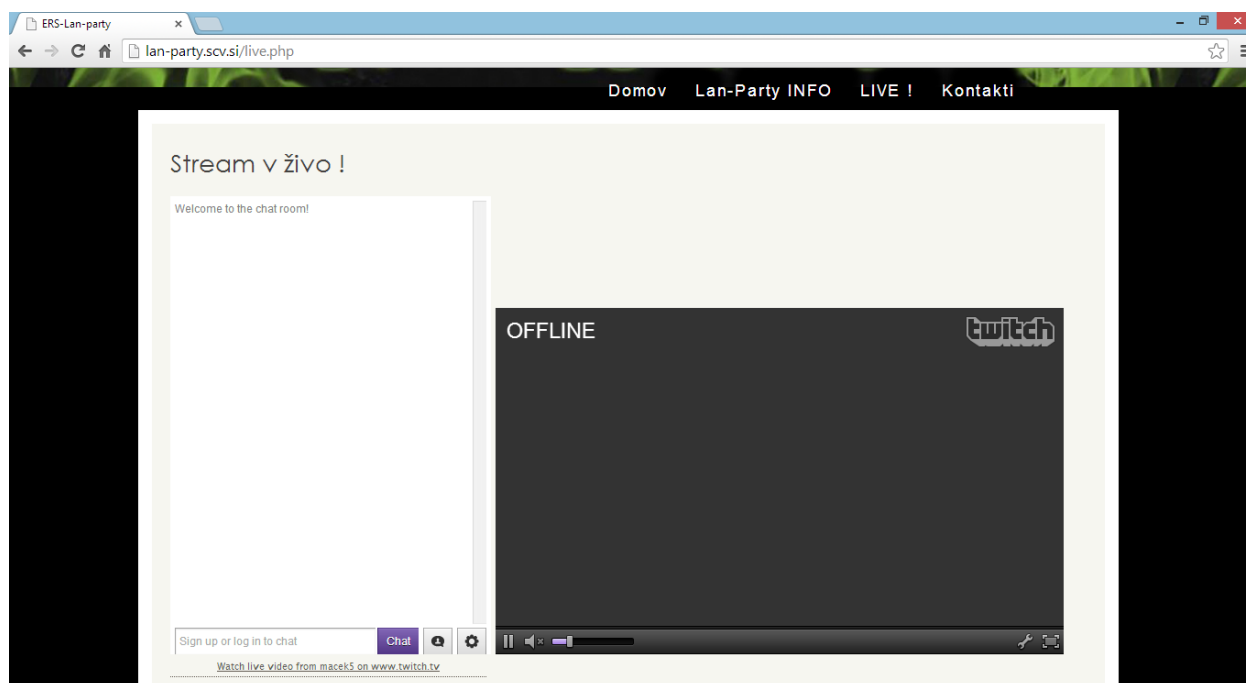 ERS-Lan-party
lan-party.scv.si/live.php
Domov Lan-Party INFO LIVE ! Kontakti
Stream v živo !
Welcome to the chat room!
OFFLINE
twitch
Sign up or log in to chat
Chat
Watch live video from macek5 on www.twitch.tv